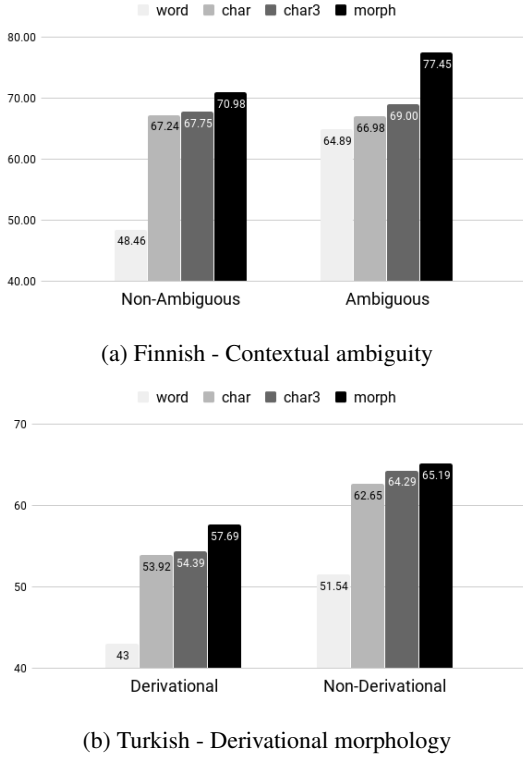 word char char3 morph
80.00
70.00
60.00
50.00
40.00
48.46 67.24 67.75 70.98 64.89 66.98 69.00 77.45
Non-Ambiguous Ambiguous
(a) Finnish - Contextual ambiguity
word char char3 morph
70
60
50
40
43 53.92 54.39 57.69 51.54 62.65 64.29 65.19
Derivational Non-Derivational
(b) Turkish - Derivational morphology